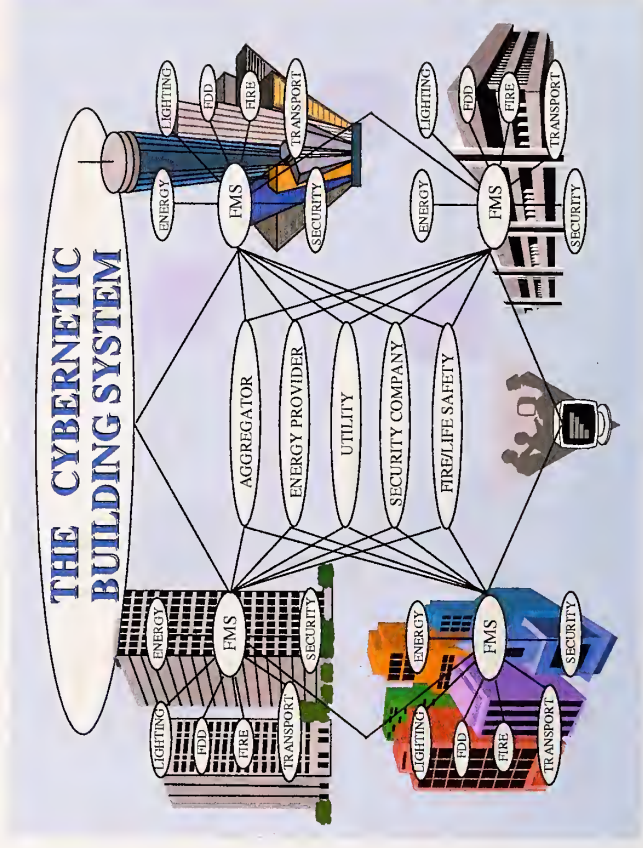 THE CYBERNETIC
BUILDING SYSTEM
LIGHTING
ENERGY
FDD
FMS
FIRE
TRANSPORT
SECURITY
ENERGY
LIGHTING
FDD
FMS
FIRE
SECURITY
TRANSPORT
AGGREGATOR
ENERGY PROVIDER
UTILITY
SECURITY COMPANY
FIRE/LIFE SAFETY
LIGHTING
ENERGY
FDD
FMS
FIRE
TRANSPORT
SECURITY
ENERGY
LIGHTING
FDD
FMS
FIRE
SECURITY
TRANSPORT